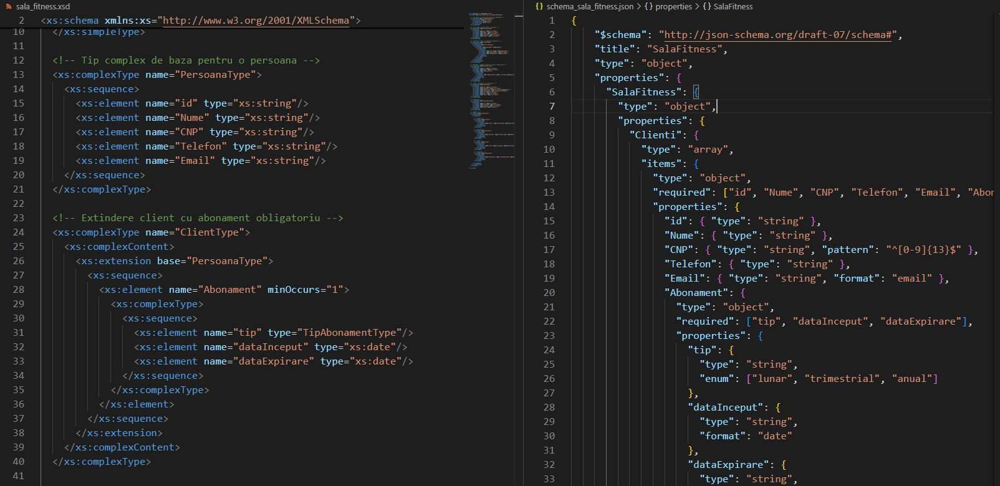 sala_fitness.xsd
2 <xs:schema xmlns:xs="http://www.w3.org/2001/XMLSchema">
10 </xs:simpleType>
11
12 <!-- Tip complex de baza pentru o persoana -->
13 <xs:complexType name="PersoanaType">
14 <xs:sequence>
15 <xs:element name="id" type="xs:string"/>
16 <xs:element name="Nume" type="xs:string"/>
17 <xs:element name="CNP" type="xs:string"/>
18 <xs:element name="Telefon" type="xs:string"/>
19 <xs:element name="Email" type="xs:string"/>
20 </xs:sequence>
21 </xs:complexType>
22
23 <!-- Extindere client cu abonament obligatoriu -->
24 <xs:complexType name="ClientType">
25 <xs:complexContent>
26 <xs:extension base="PersoanaType">
27 <xs:sequence>
28 <xs:element name="Abonament" minOccurs="1">
29 <xs:complexType>
30 <xs:sequence>
31 <xs:element name="tip" type="TipAbonamentType"/>
32 <xs:element name="dataInceput" type="xs:date"/>
33 <xs:element name="dataExpirare" type="xs:date"/>
34 </xs:sequence>
35 </xs:complexType>
36 </xs:element>
37 </xs:sequence>
38 </xs:extension>
39 </xs:complexContent>
40 </xs:complexType>
41
{} schema_sala_fitness.json > {} properties > {} SalaFitness
1 {
2 "$schema": "http://json-schema.org/draft-07/schema#",
3 "title": "SalaFitness",
4 "type": "object",
5 "properties": {
6 "SalaFitness": {
7 "type": "object",
8 "properties": {
9 "Clienti": {
10 "type": "array",
11 "items": {
12 "type": "object",
13 "required": ["id", "Nume", "CNP", "Telefon", "Email", "Abon
14 "properties": {
15 "id": { "type": "string" },
16 "Nume": { "type": "string" },
17 "CNP": { "type": "string", "pattern": "^[0-9]{13}$" },
18 "Telefon": { "type": "string" },
19 "Email": { "type": "string", "format": "email" },
20 "Abonament": {
21 "type": "object",
22 "required": ["tip", "dataInceput", "dataExpirare"],
23 "properties": {
24 "tip": {
25 "type": "string",
26 "enum": ["lunar", "trimestrial", "anual"]
27 },
28 "dataInceput": {
29 "type": "string",
30 "format": "date"
31 },
32 "dataExpirare": {
33 "type": "string",